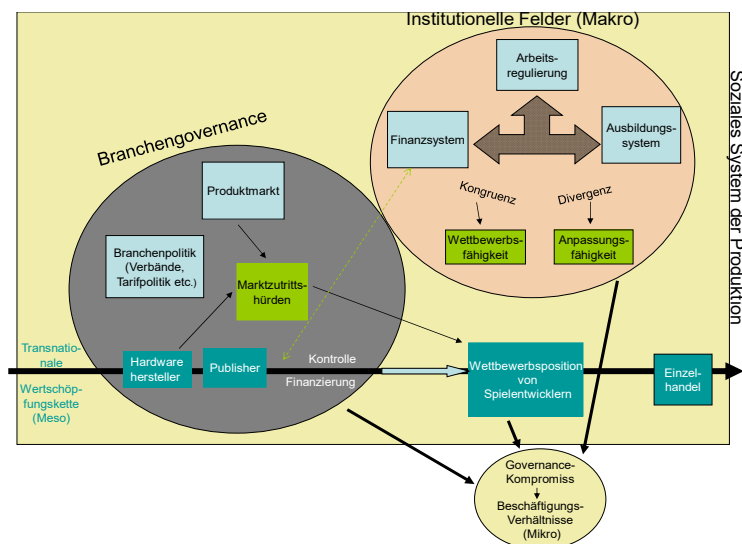 Institutionelle Felder (Makro)
Arbeits-
regulierung
Finanzsystem
Ausbildungs-
system
Kongruenz
Divergenz
Wettbewerbs-
fähigkeit
Anpassungs-
fähigkeit
Soziales System der Produktion
Branchengovernance
Produktmarkt
Branchenpolitik
(Verbände,
Tarifpolitik etc.)
Marktzutritts-
hürden
Transnatio-
nale
Wertschöp-
fungskette
(Meso)
Hardware
hersteller
Publisher
Kontrolle
Finanzierung
Wettbewerbsposition
von
Spielentwicklern
Einzel-
handel
Governance-
Kompromiss
Beschäftigungs-
Verhältnisse
(Mikro)